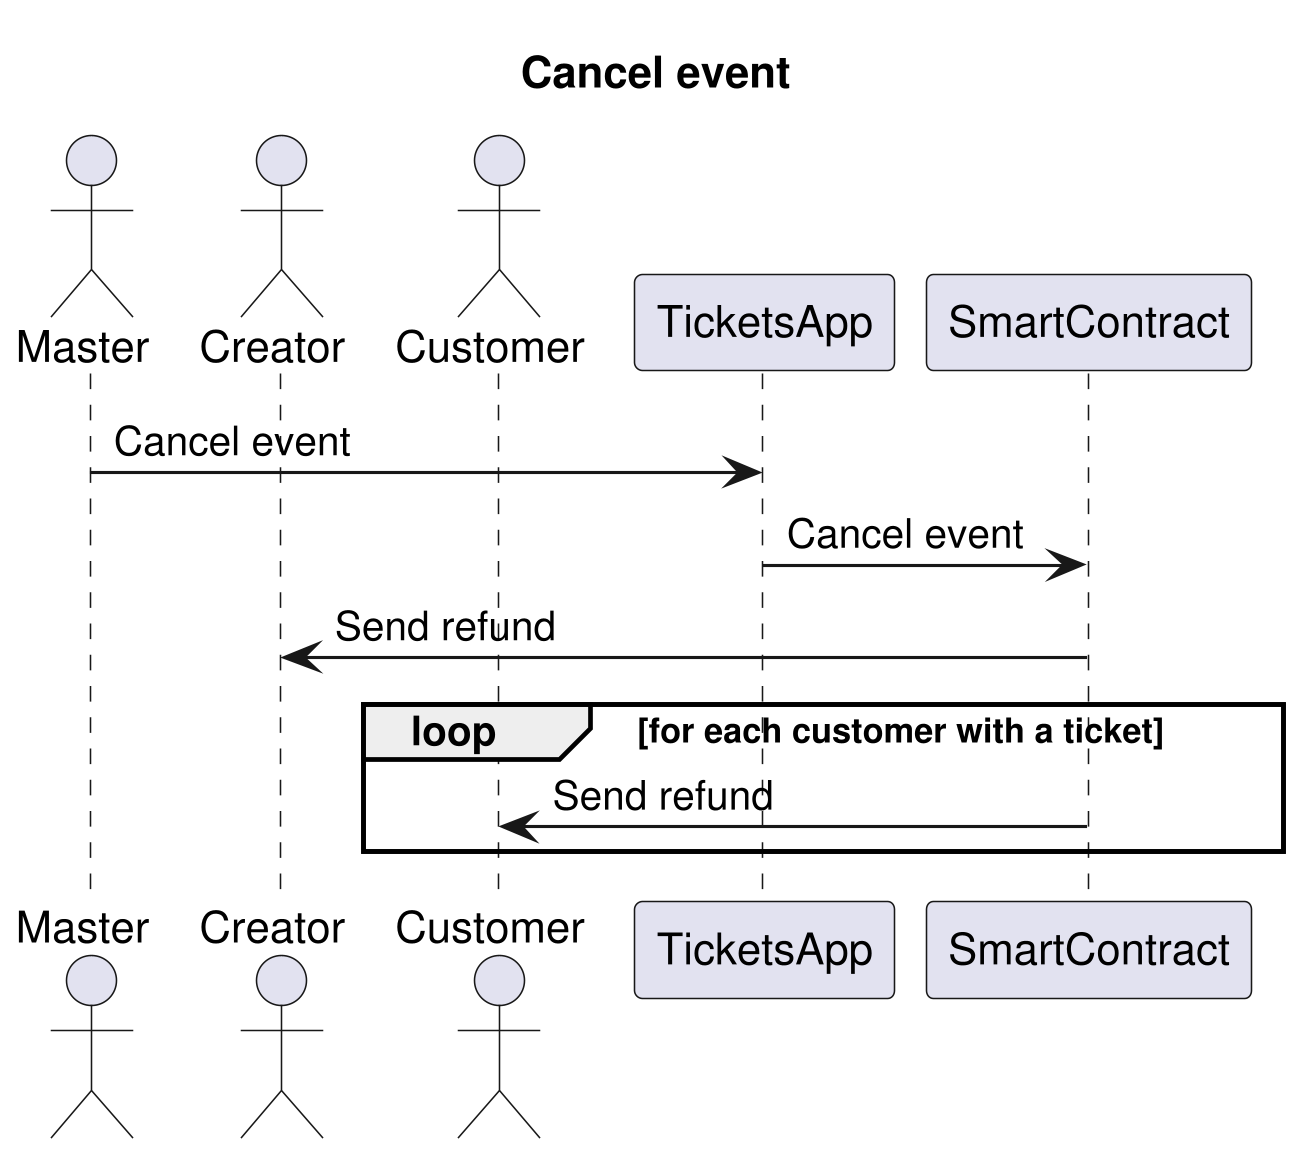 Cancel event
Master Creator Customer TicketsApp SmartContract
Cancel event
Cancel event
Send refund
loop [for each customer with a ticket]
Send refund
Master Creator Customer TicketsApp SmartContract